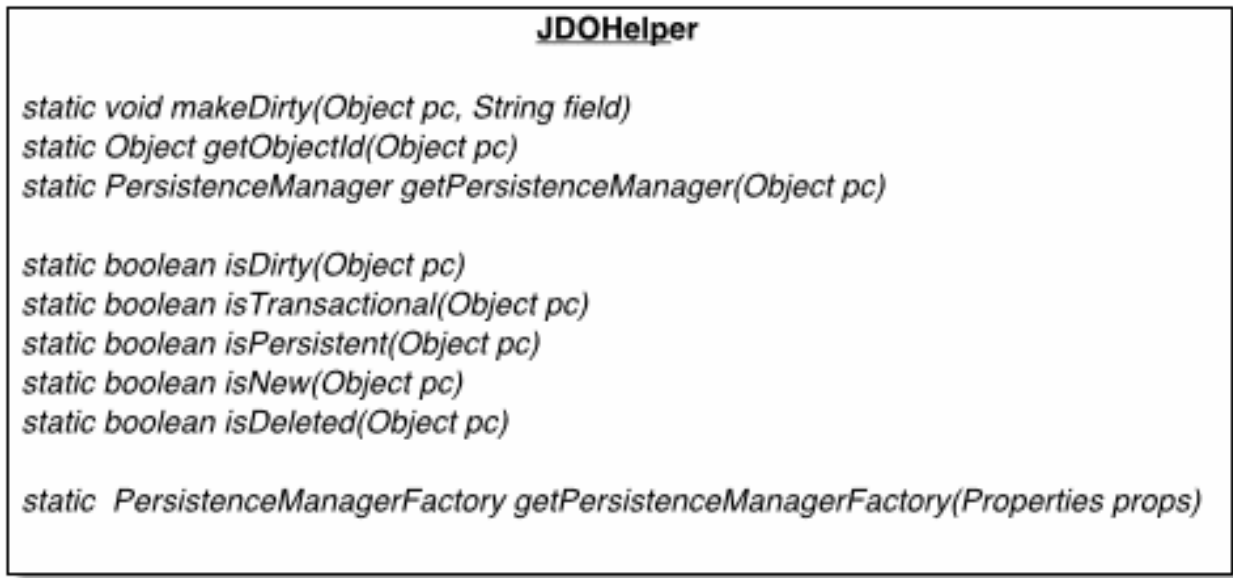 JDOHelper
static void makeDirty(Object pc, String field)
static Object getObjectId(Object pc)
static PersistenceManager getPersistenceManager(Object pc)
static boolean isDirty(Object pc)
static boolean isTransactional(Object pc)
static boolean isPersistent(Object pc)
static boolean isNew(Object pc)
static boolean isDeleted(Object pc)
static PersistenceManagerFactory getPersistenceManagerFactory(Properties props)